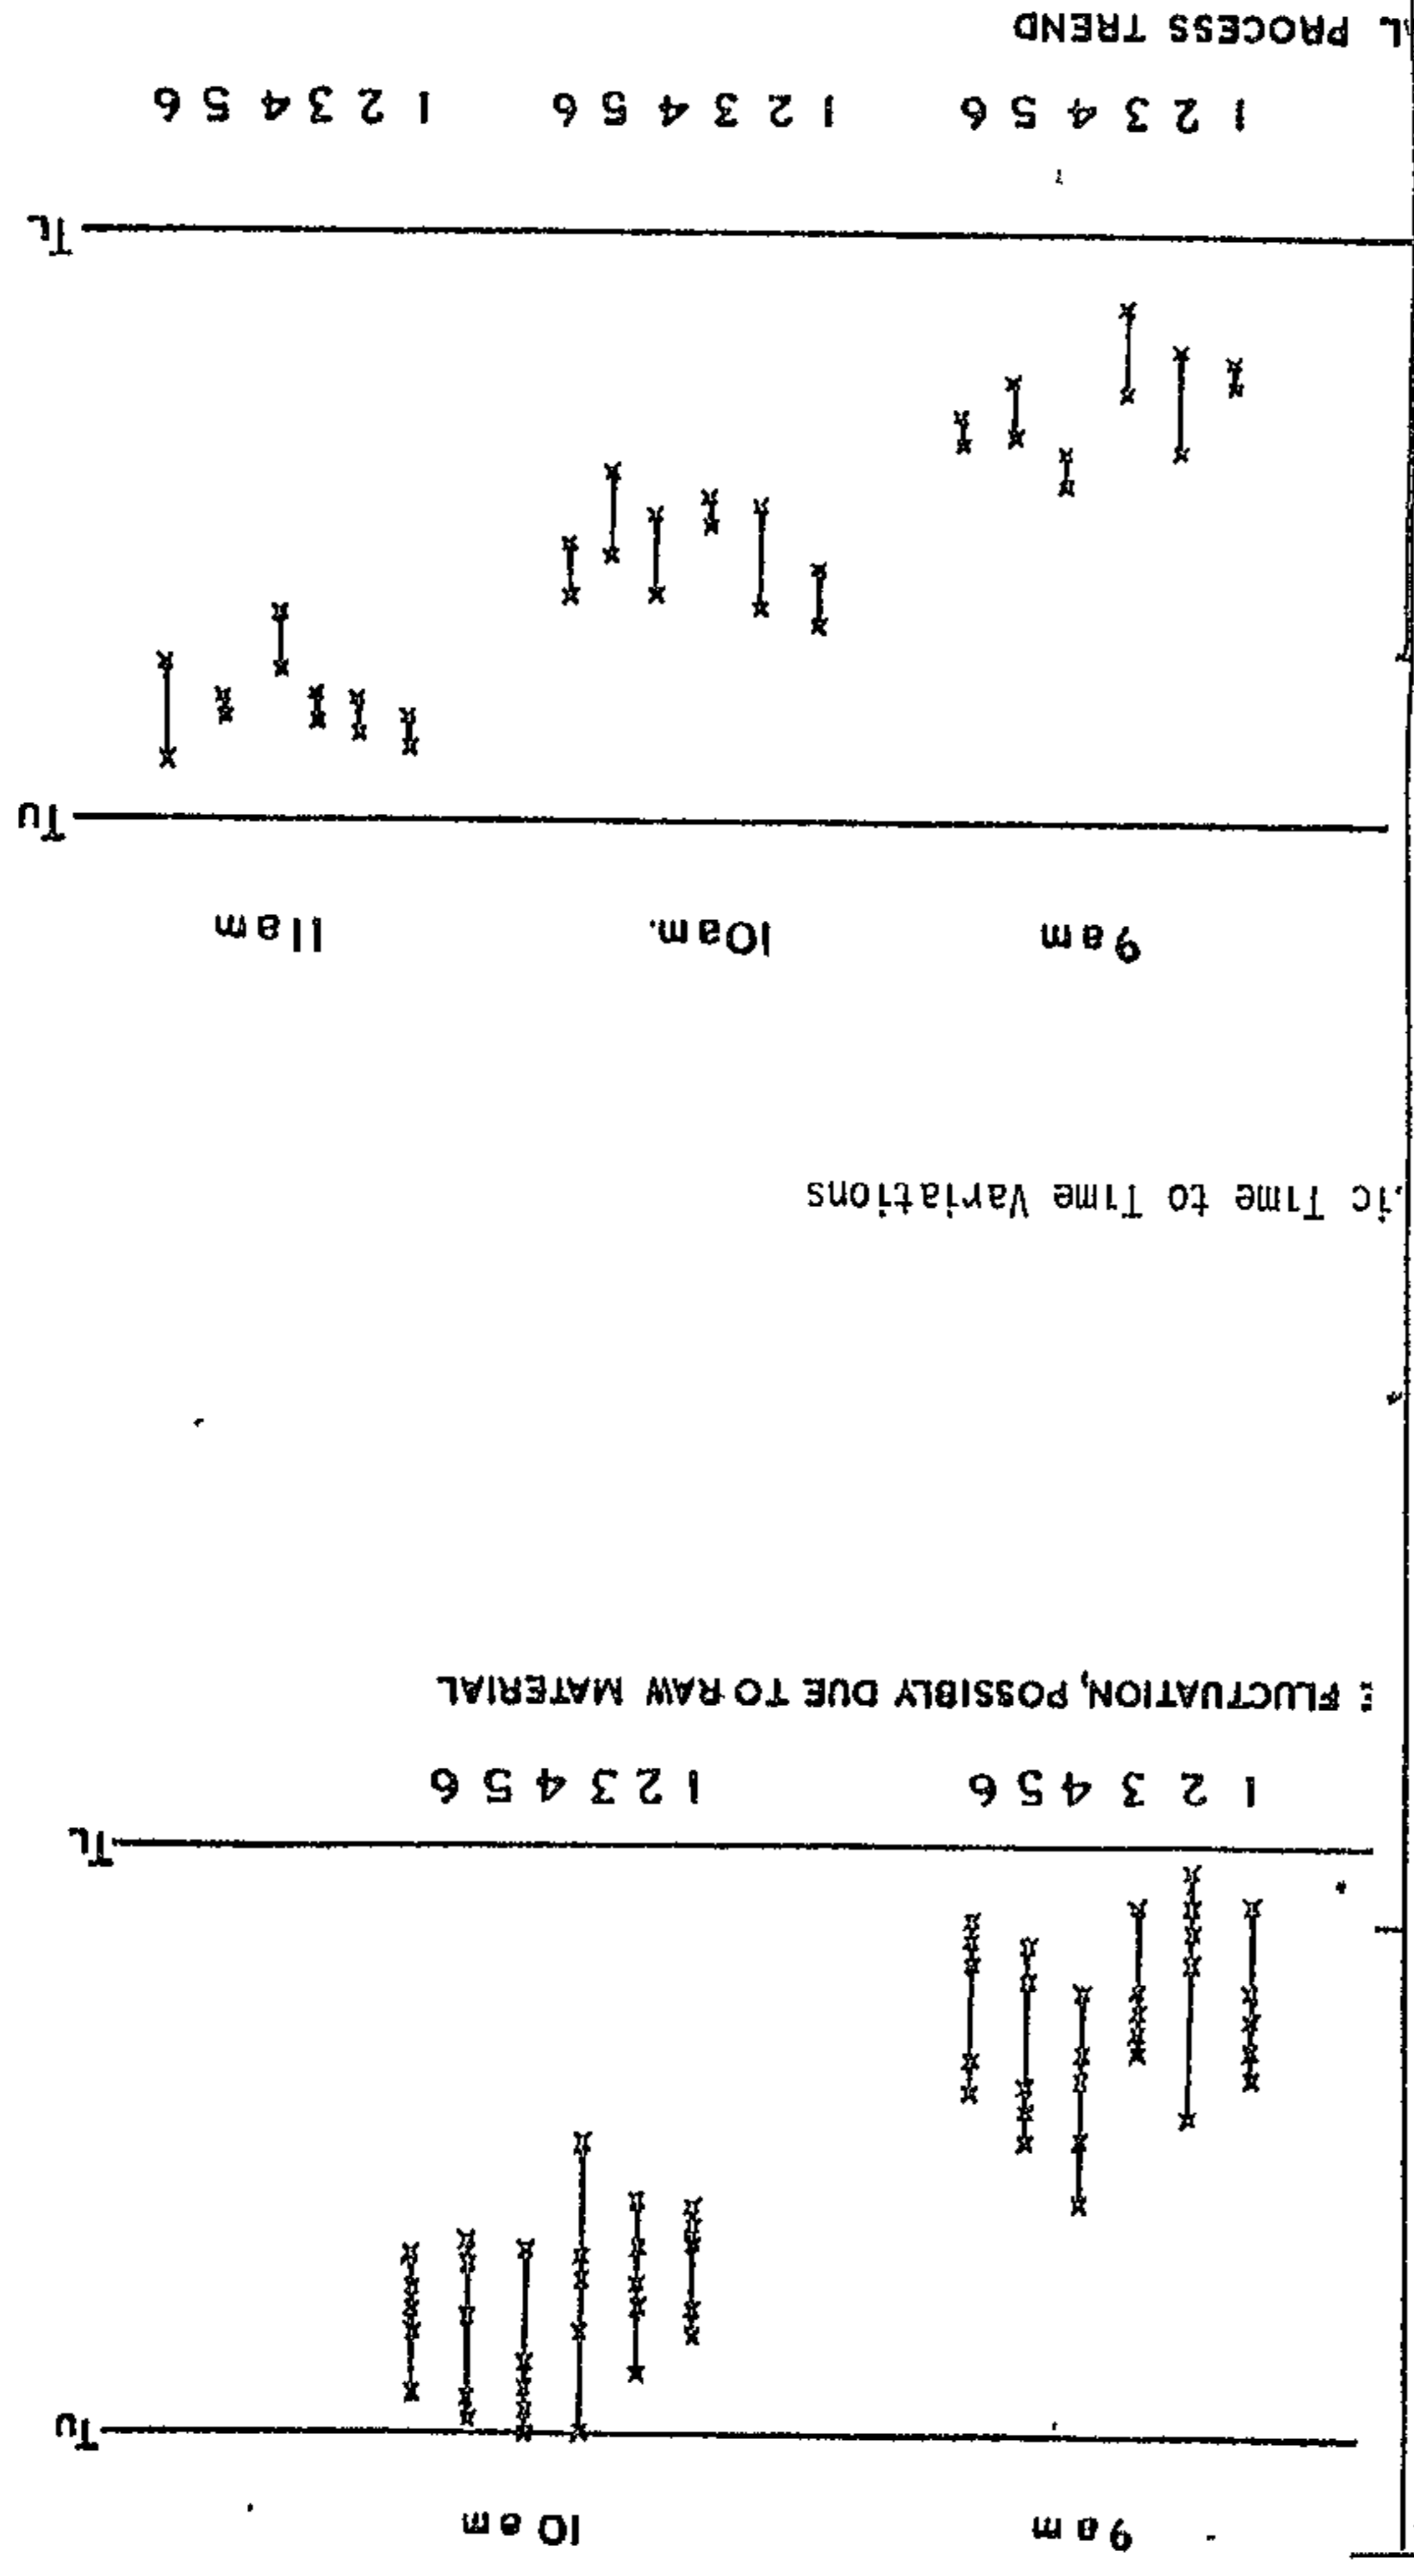 9am 10am
TU
TL
1 2 3 4 5 6 1 2 3 4 5 6
FLUCTUATION, POSSIBLY DUE TO RAW MATERIAL
ic Time to Time Variations
9am 10am. 11am
TU
TL
1 2 3 4 5 6 1 2 3 4 5 6 1 2 3 4 5 6
L PROCESS TREND